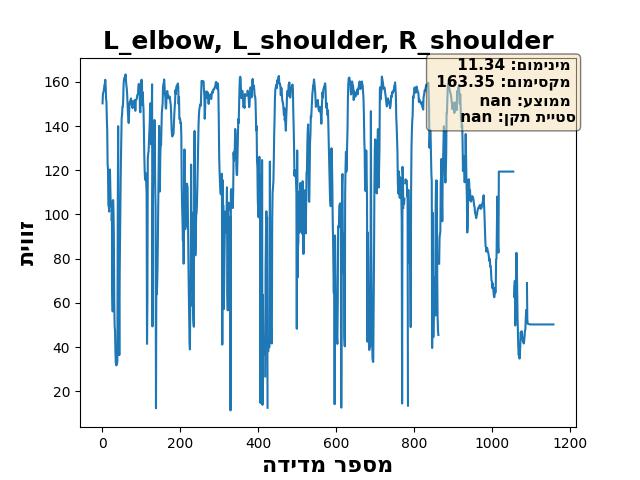 L_elbow, L_shoulder, R_shoulder
מינימום: 11.34
מקסימום: 163.35
ממוצע: nan
סטיית תקן: nan
זווית
160
140
120
100
80
60
40
20
0 200 400 600 800 1000 1200
מספר מדידה